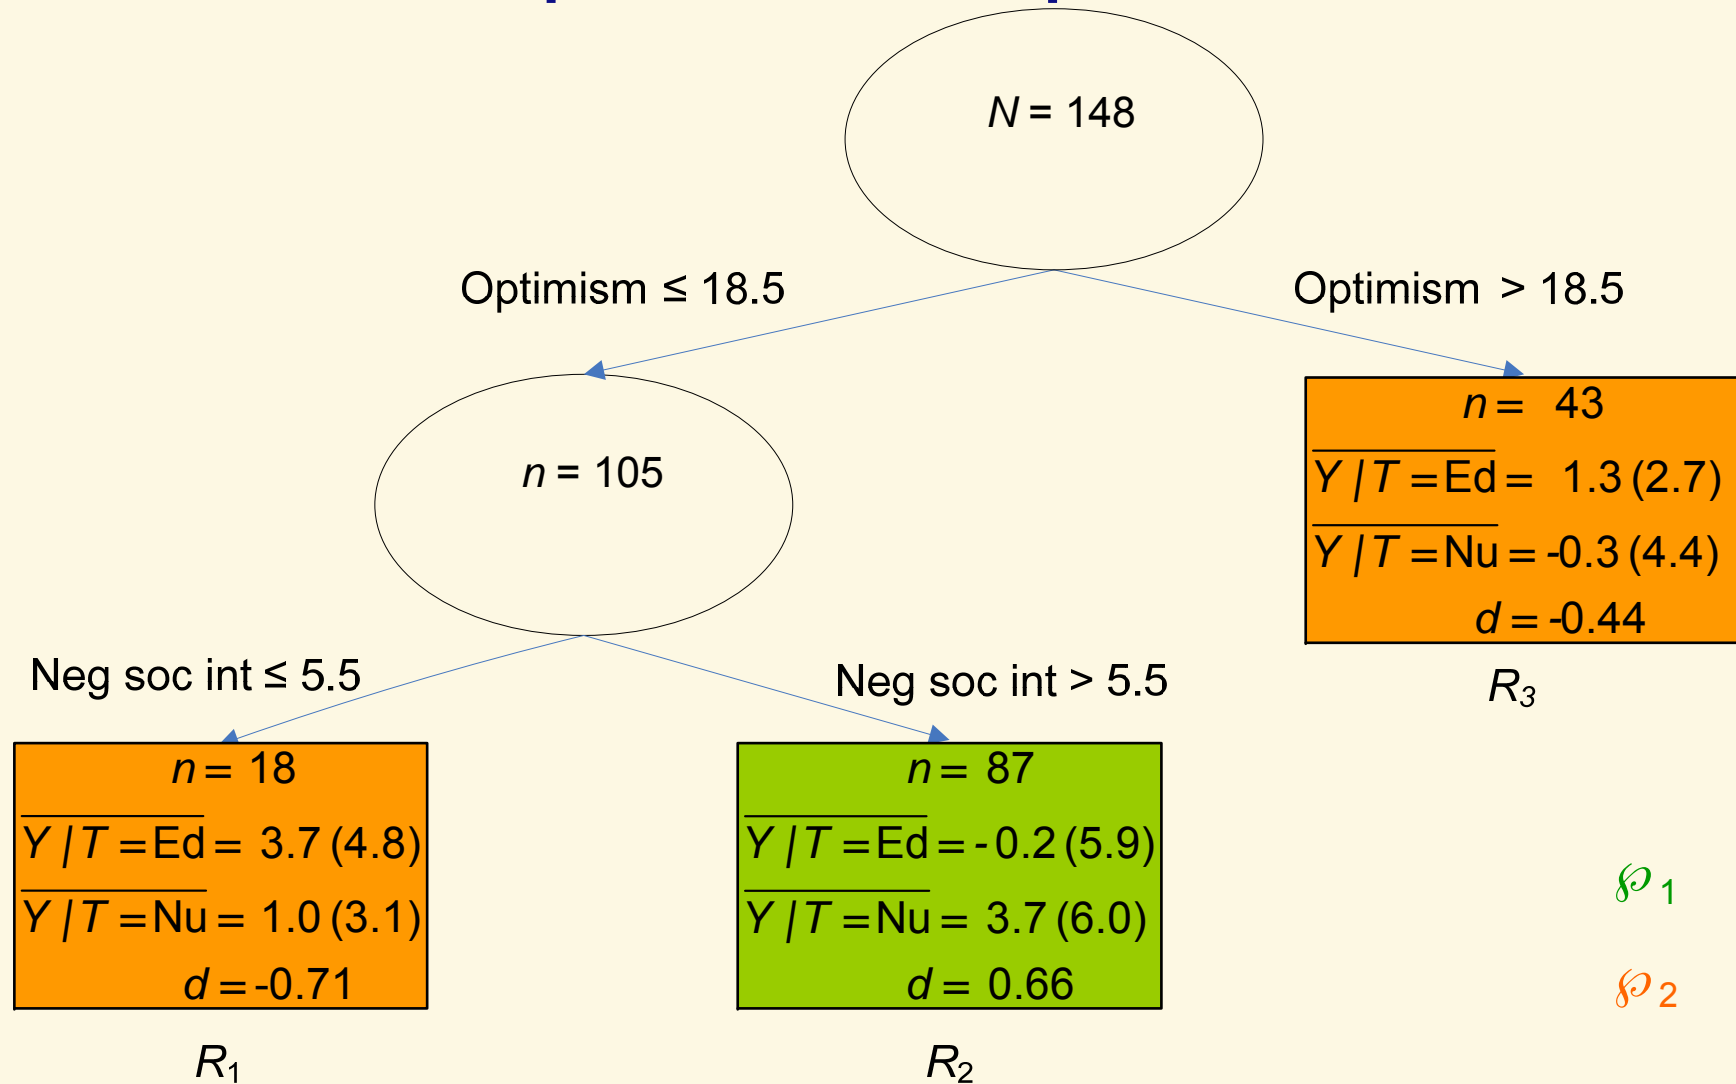 N = 148
Optimism ≤ 18.5
Optimism > 18.5
n = 105
n = 43
Y | T = Ed = 1.3 (2.7)
Y | T = Nu = -0.3 (4.4)
d = -0.44
R3
Neg soc int ≤ 5.5
Neg soc int > 5.5
n = 18
Y | T = Ed = 3.7 (4.8)
Y | T = Nu = 1.0 (3.1)
d = -0.71
R1
n = 87
Y | T = Ed = -0.2 (5.9)
Y | T = Nu = 3.7 (6.0)
d = 0.66
R2
℘1
℘2